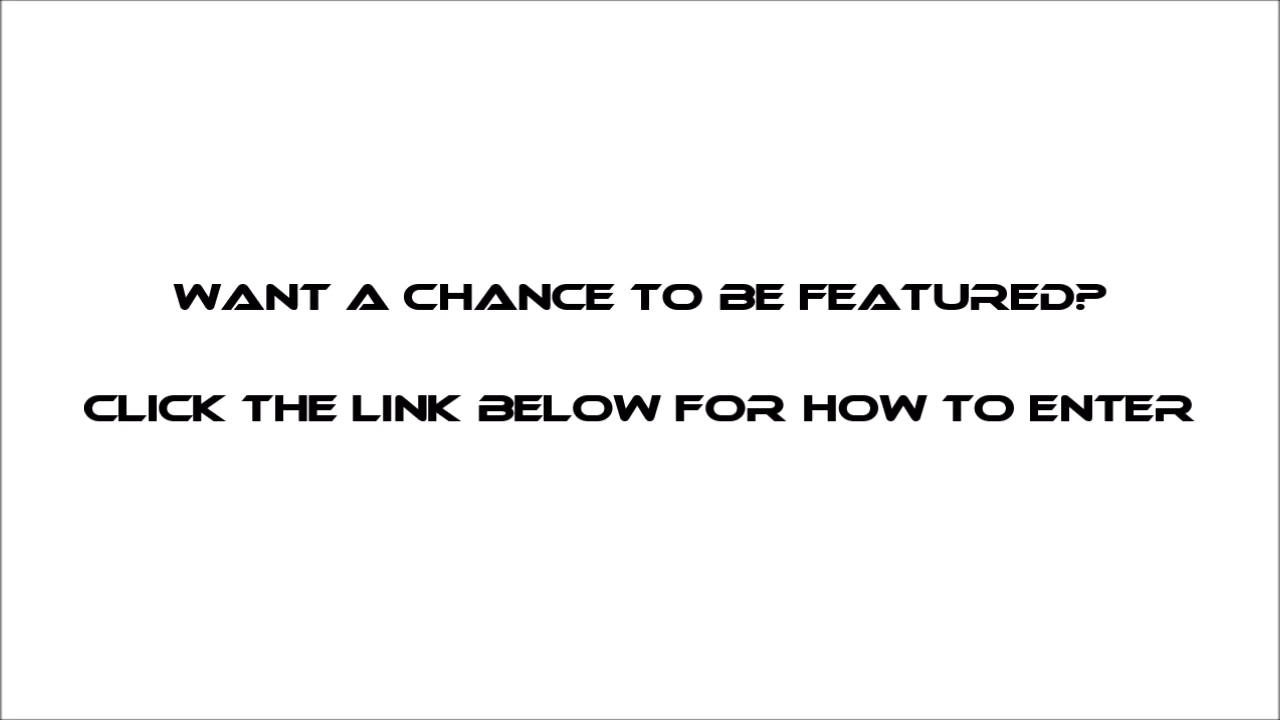 WANT A CHANCE TO BE FEATURED?
CLICK THE LINK BELOW FOR HOW TO ENTER